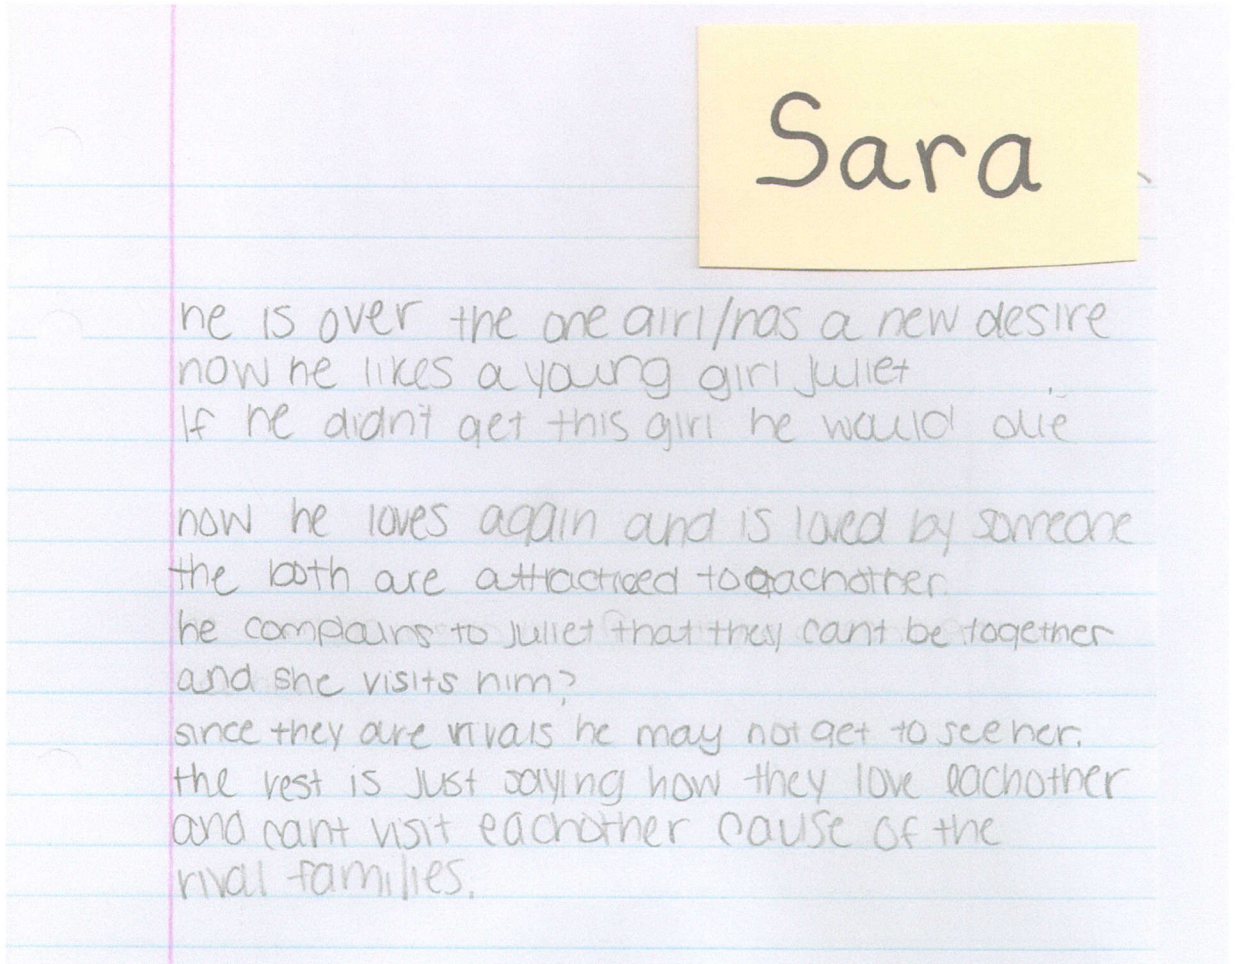 Sara
he is over the one girl/has a new desire
now he likes a young girl Juliet
If he didn't get this girl he would die
now he loves again and is loved by someone
the both are attracticed to eachother
he complains to Juliet that they cant be together
and she visits him?
since they are rivals he may not get to see her.
the rest is just saying how they love eachother
and cant visit eachother cause of the
rival families.